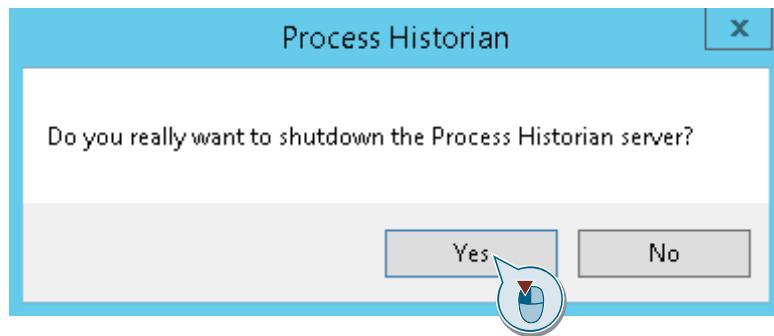 Process Historian
x
Do you really want to shutdown the Process Historian server?
Yes
No